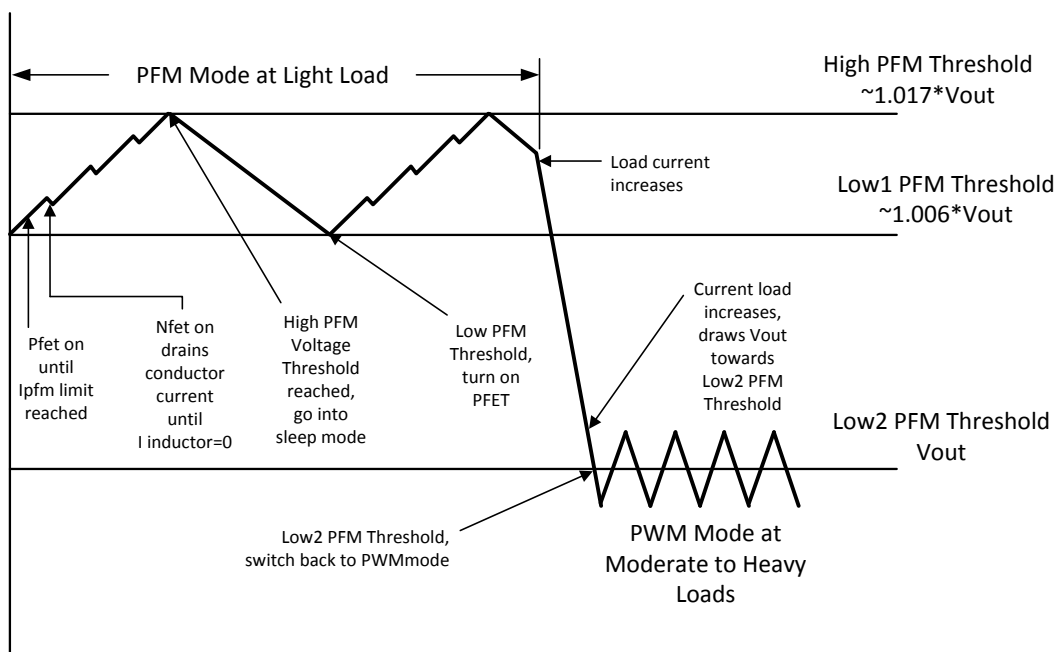 PFM Mode at Light Load
High PFM Threshold
~1.017*Vout
Load current
increases
Low1 PFM Threshold
~1.006*Vout
Pfet on
until
Ipfm limit
reached
Nfet on
drains
conductor
current
until
I inductor=0
High PFM
Voltage
Threshold
reached,
go into
sleep mode
Low PFM
Threshold,
turn on
PFET
Current load
increases,
draws Vout
towards
Low2 PFM
Threshold
Low2 PFM Threshold
Vout
Low2 PFM Threshold,
switch back to PWMmode
PWM Mode at
Moderate to Heavy
Loads